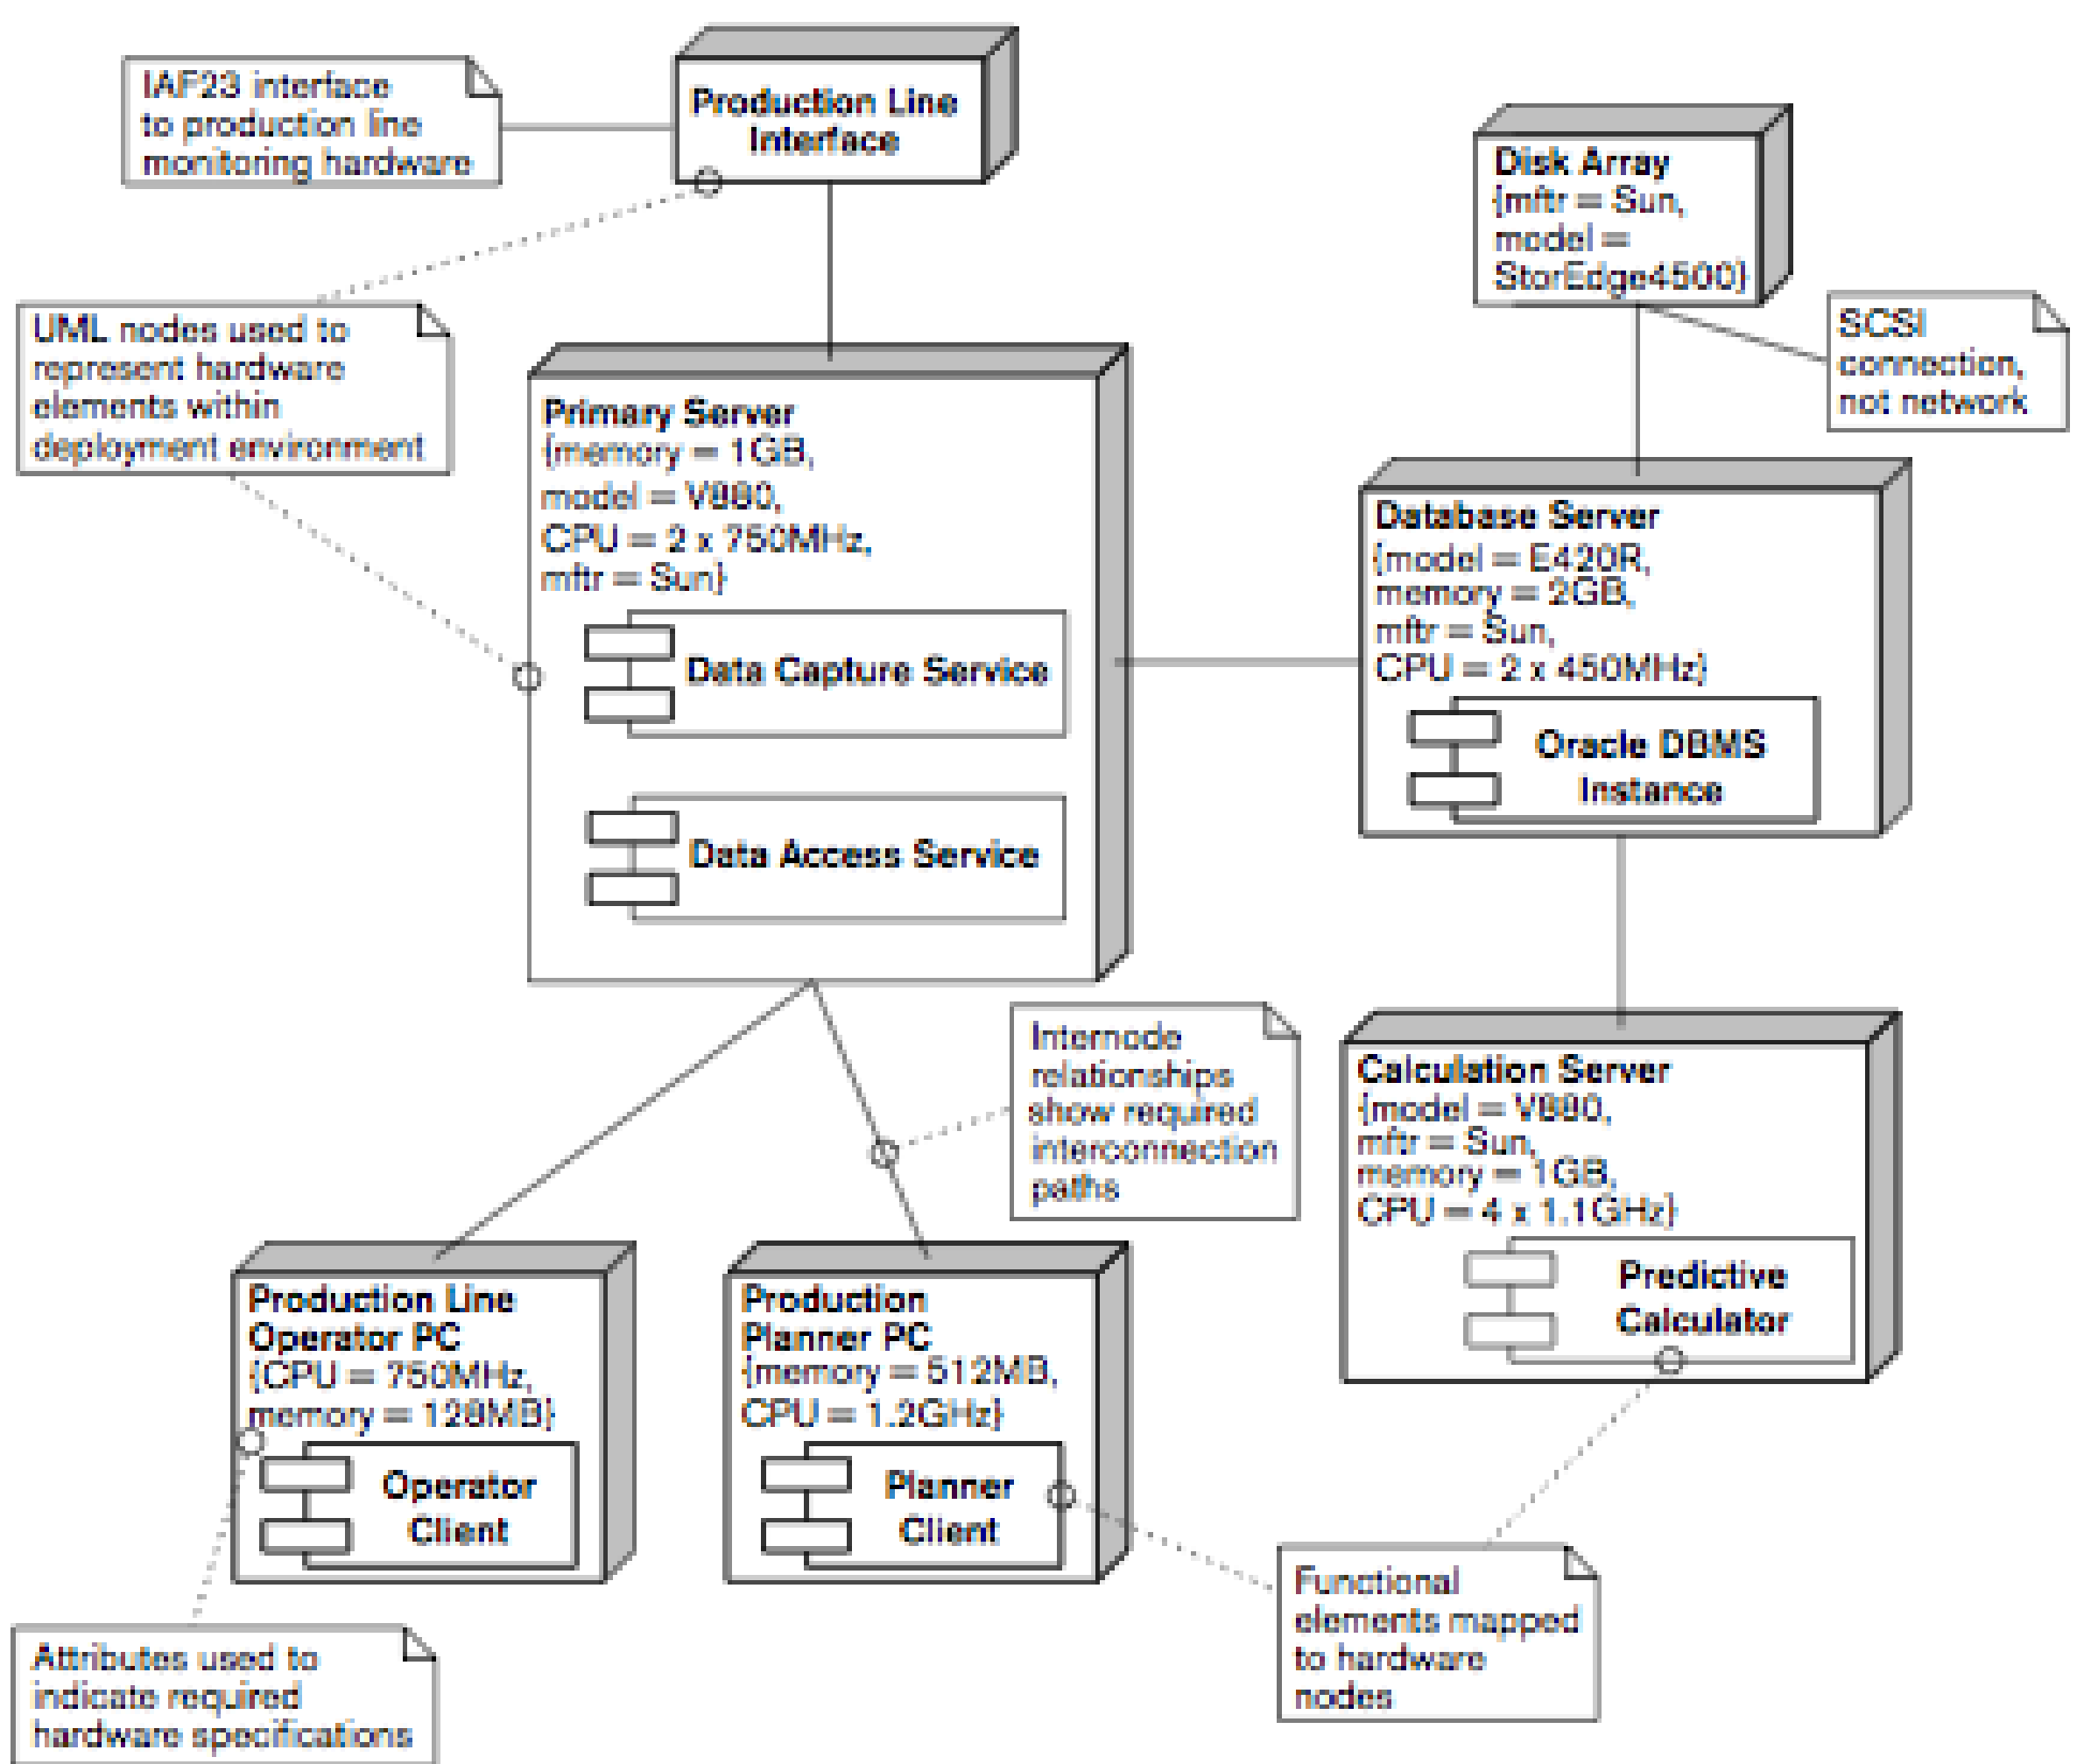 IAF23 interface
to production line
monitoring hardware
Production Line
Interface
Disk Array
{mftr = Sun,
model =
StorEdge4500}
SCSI
connection,
not network
UML nodes used to
represent hardware
elements within
deployment environment
Primary Server
{memory = 1GB,
model = V880,
CPU = 2 x 750MHz,
mftr = Sun}
Data Capture Service
Data Access Service
Database Server
{model = E420R,
memory = 2GB,
mftr = Sun,
CPU = 2 x 450MHz}
Oracle DBMS
Instance
Internode
relationships
show required
interconnection
paths
Calculation Server
{model = V880,
mftr = Sun,
memory = 1GB,
CPU = 4 x 1.1GHz}
Predictive
Calculator
Production Line
Operator PC
{CPU = 750MHz,
memory = 128MB}
Operator
Client
Production
Planner PC
{memory = 512MB,
CPU = 1.2GHz}
Planner
Client
Functional
elements mapped
to hardware
nodes
Attributes used to
indicate required
hardware specifications